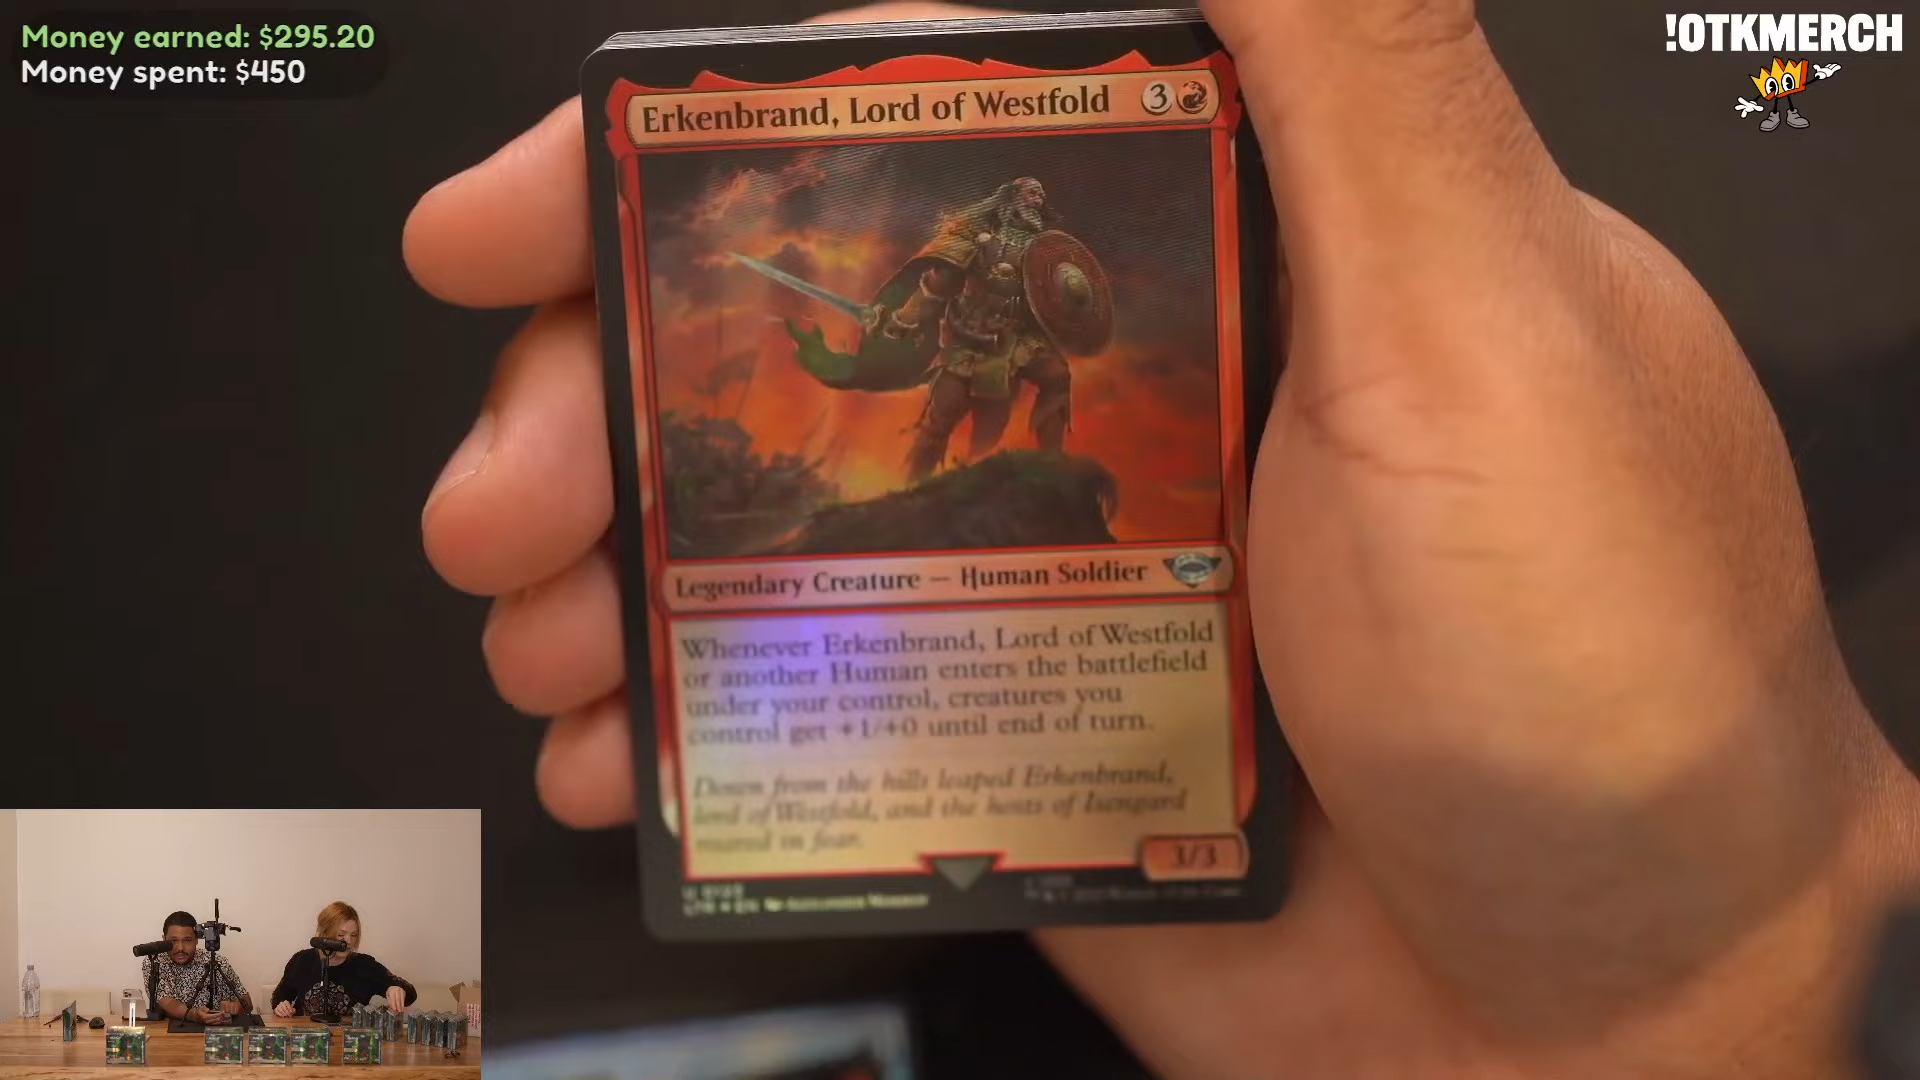 Money earned: $295.20
Money spent: $450
!OTKMERCH
Erkenbrand, Lord of Westfold 3
Legendary Creature — Human Soldier
Whenever Erkenbrand, Lord of Westfold
or another Human enters the battlefield
under your control, creatures you
control get +1/+0 until end of turn.
Down from the hills leaped Erkenbrand,
lord of Westfold, and the hosts of Isengard
roared in fear.
3/3